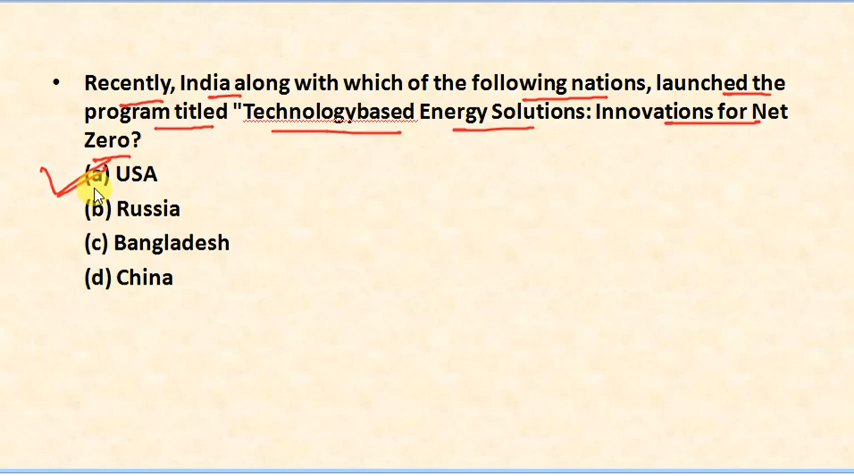 • Recently, India along with which of the following nations, launched the
program titled "Technologybased Energy Solutions: Innovations for Net
Zero?
(a) USA
(b) Russia
(c) Bangladesh
(d) China